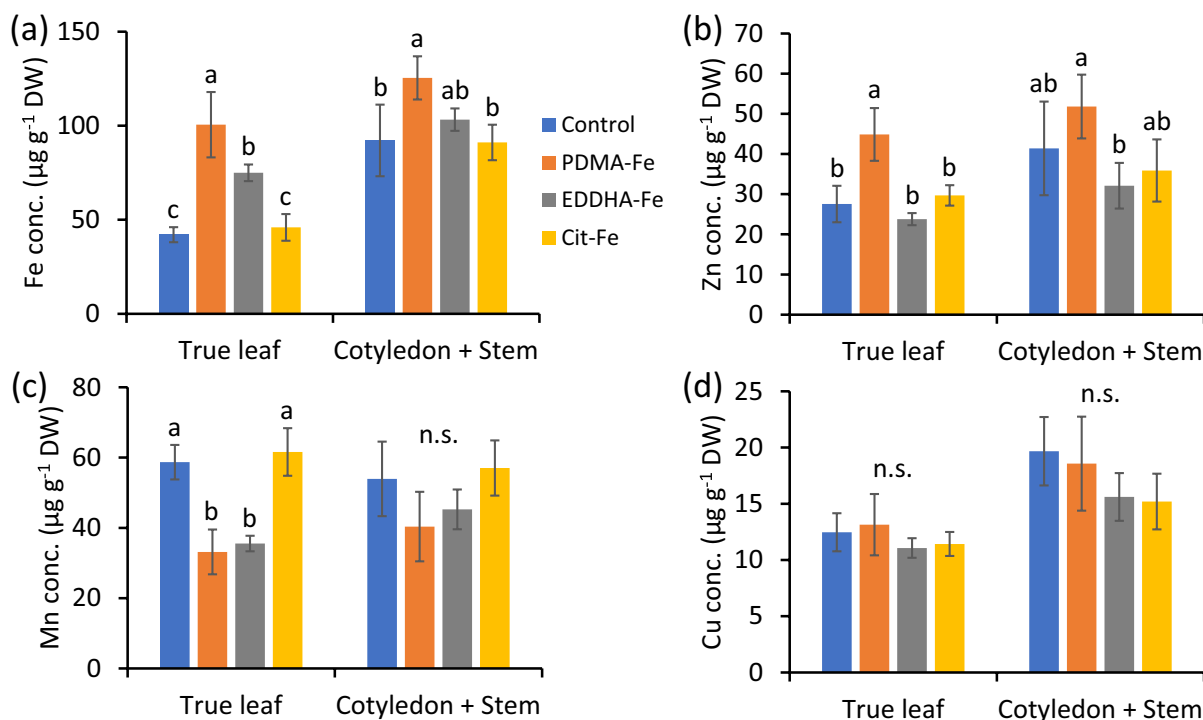 (a)
Fe conc. (µg g⁻¹ DW)
150
100
50
0
a
b
c
c
a
b
ab
b
True leaf
Cotyledon + Stem
Control
PDMA-Fe
EDDHA-Fe
Cit-Fe
(b)
Zn conc. (µg g⁻¹ DW)
70
60
50
40
30
20
10
0
b
a
b
b
ab
a
b
ab
True leaf
Cotyledon + Stem
(c)
Mn conc. (µg g⁻¹ DW)
80
60
40
20
0
a
b
b
a
n.s.
True leaf
Cotyledon + Stem
(d)
Cu conc. (µg g⁻¹ DW)
25
20
15
10
5
0
n.s.
n.s.
True leaf
Cotyledon + Stem